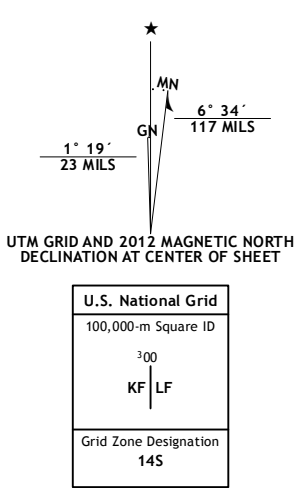 ★
MN
GN
6° 34´
117 MILS
1° 19´
23 MILS
UTM GRID AND 2012 MAGNETIC NORTH
DECLINATION AT CENTER OF SHEET
U.S. National Grid
100,000-m Square ID
³00
KF LF
Grid Zone Designation
14S